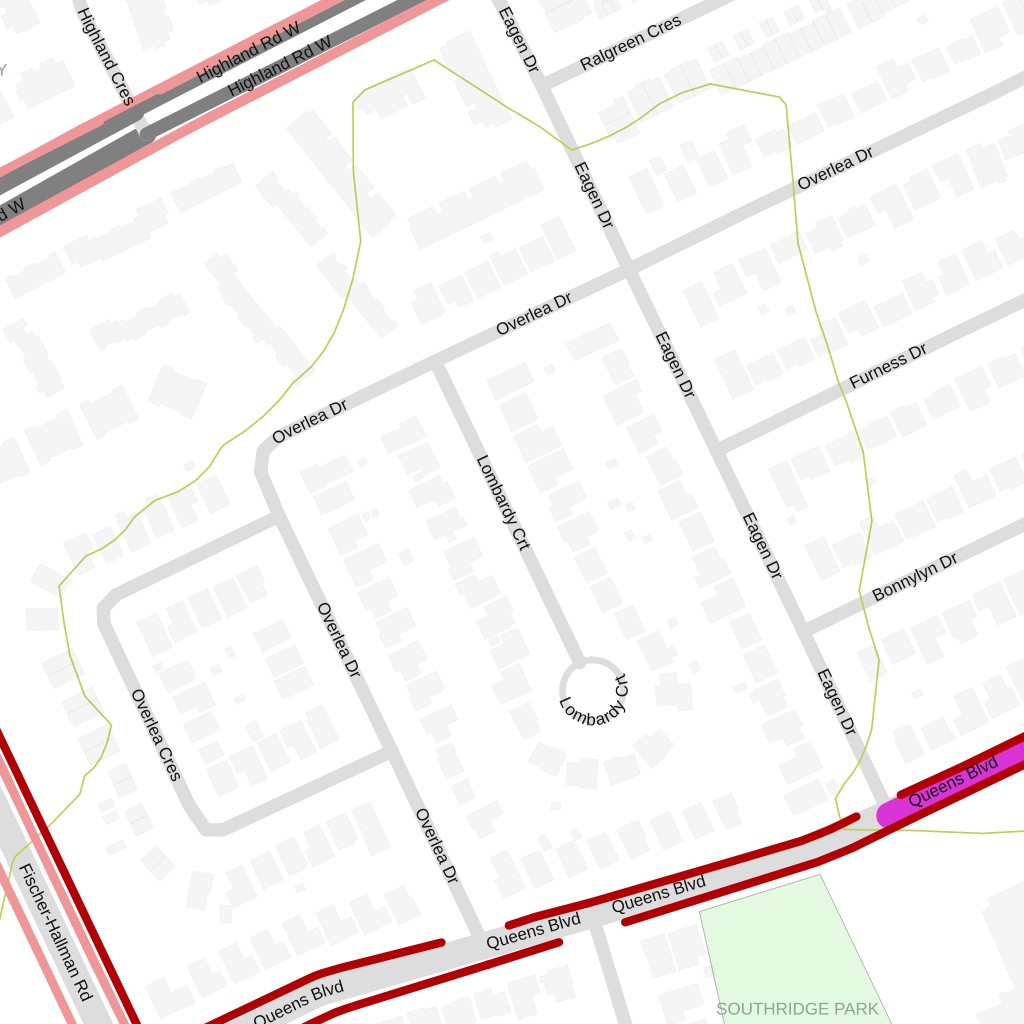 Highland Cres
Highland Rd W
Highland Rd W
Eagen Dr
Ralgreen Cres
Y
d W
Overlea Dr
Eagen Dr
Overlea Dr
Eagen Dr
Furness Dr
Overlea Dr
Lombardy Crt
Eagen Dr
Bonnylyn Dr
Overlea Dr
Overlea Cres
Lombardy Cr
Eagen Dr
Queens Blvd
Overlea Dr
Fischer-Hallman Rd
Queens Blvd
Queens Blvd
Queens Blvd
SOUTHRIDGE PARK